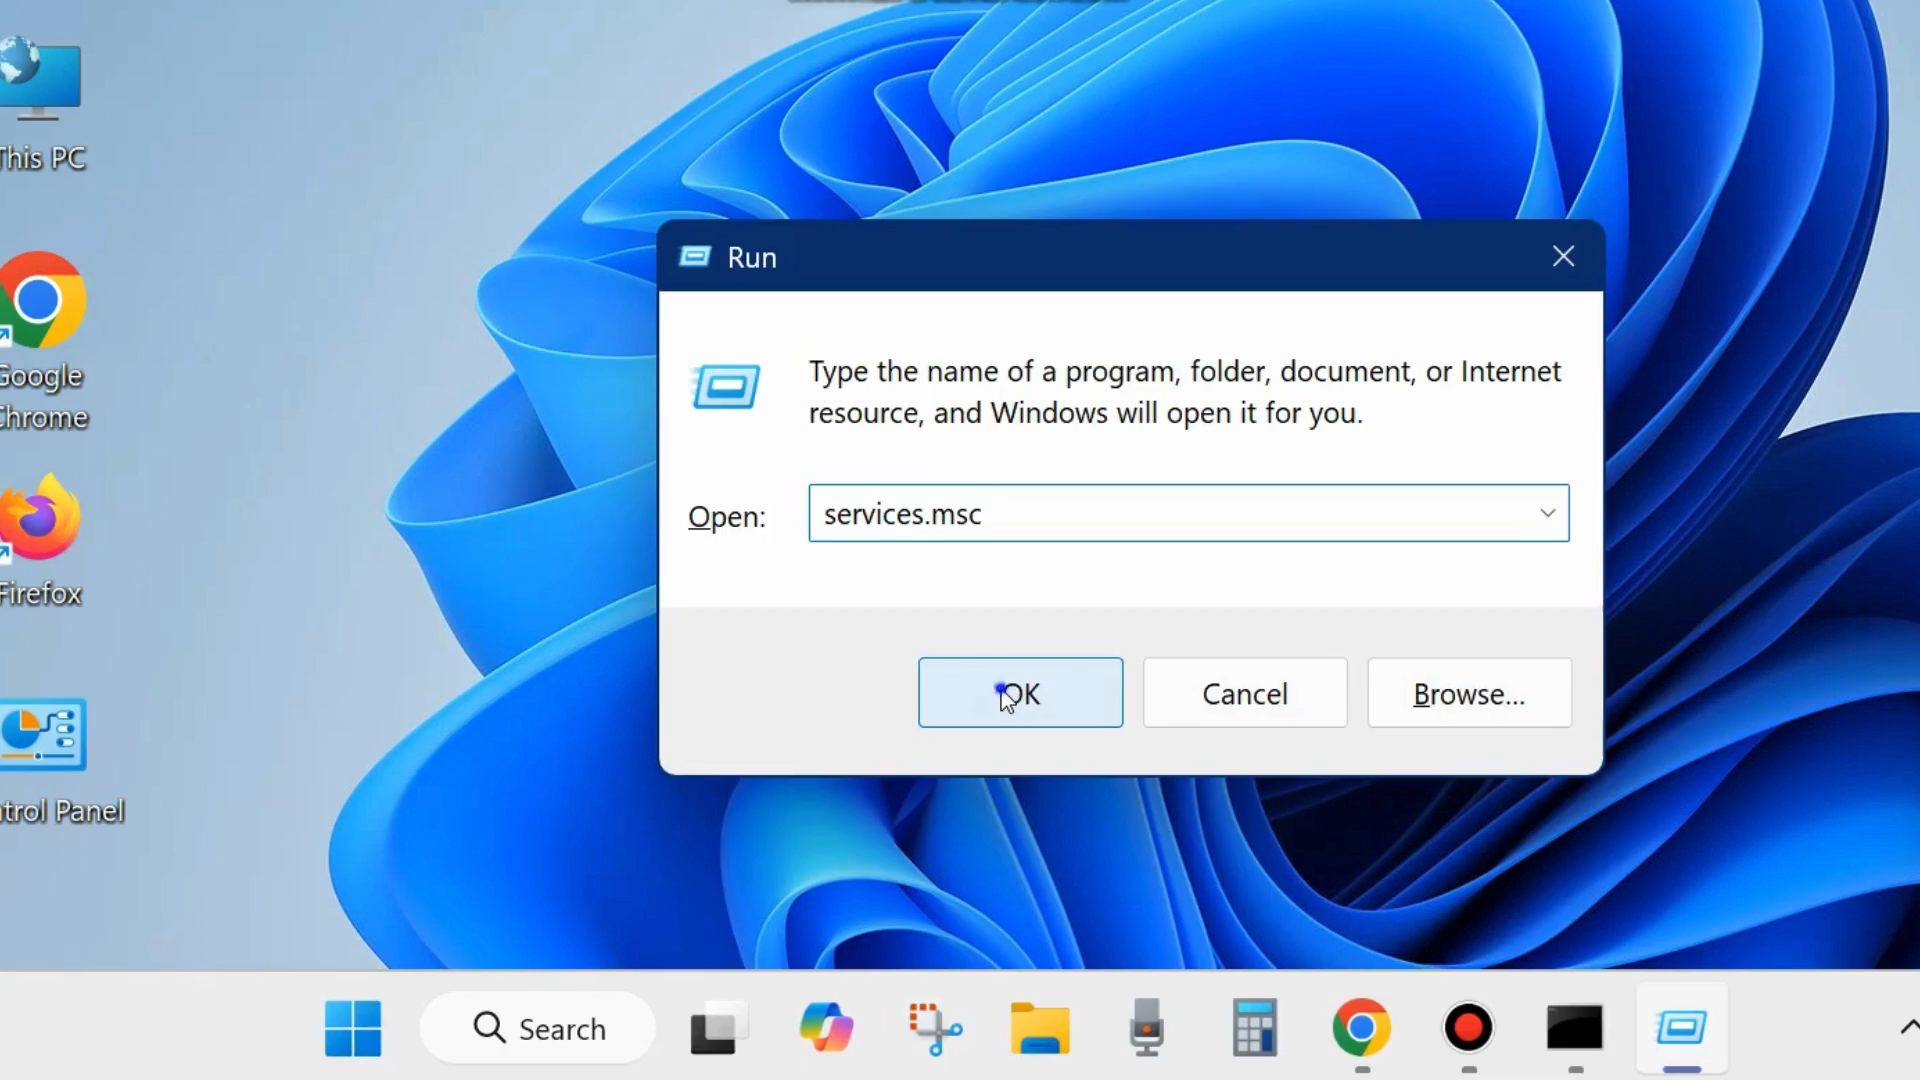 This PC
Google
Chrome
Firefox
ntrol Panel
Run
Type the name of a program, folder, document, or Internet
resource, and Windows will open it for you.
Open:
services.msc
OK
Cancel
Browse...
Search